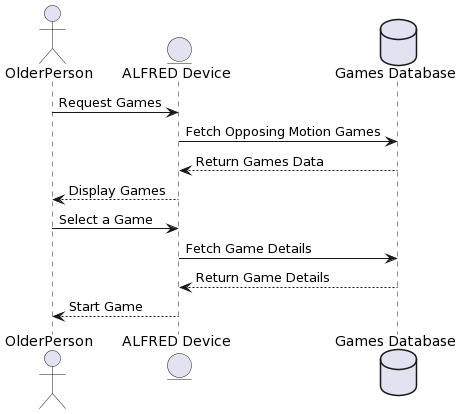 OlderPerson
ALFRED Device
Games Database
Request Games
Fetch Opposing Motion Games
Return Games Data
Display Games
Select a Game
Fetch Game Details
Return Game Details
Start Game
OlderPerson
ALFRED Device
Games Database